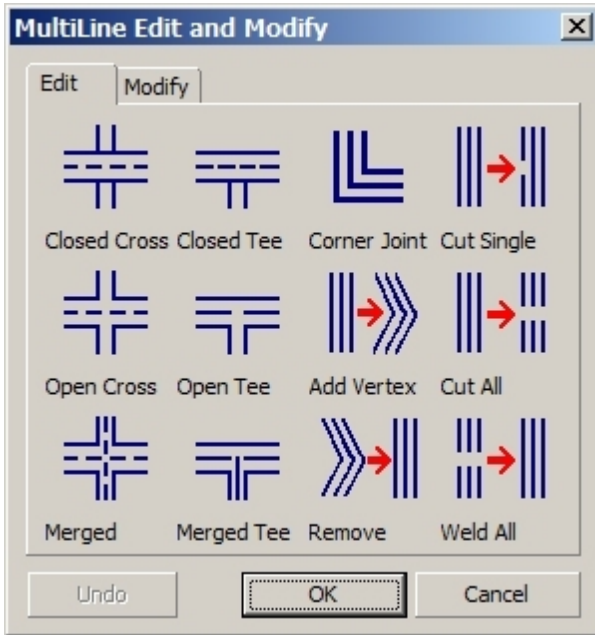 MultiLine Edit and Modify
Edit Modify
Closed Cross Closed Tee Corner Joint Cut Single
Open Cross Open Tee Add Vertex Cut All
Merged Merged Tee Remove Weld All
Undo OK Cancel